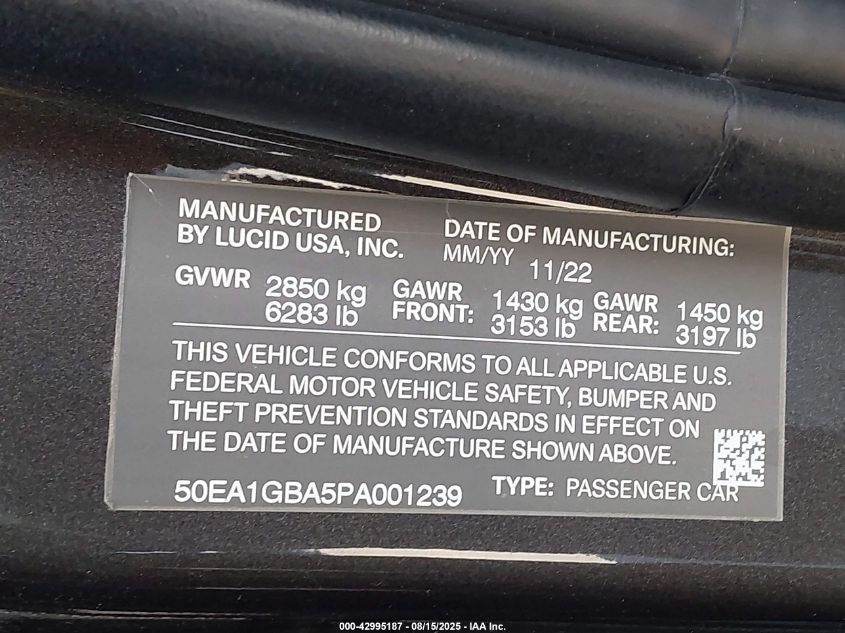 MANUFACTURED
BY LUCID USA, INC.
DATE OF MANUFACTURING:
MM/YY 11/22
GVWR 2850 kg
6283 lb
GAWR
FRONT: 1430 kg
3153 lb
GAWR
REAR: 1450 kg
3197 lb
THIS VEHICLE CONFORMS TO ALL APPLICABLE U.S.
FEDERAL MOTOR VEHICLE SAFETY, BUMPER AND
THEFT PREVENTION STANDARDS IN EFFECT ON
THE DATE OF MANUFACTURE SHOWN ABOVE.
50EA1GBA5PA001239 TYPE: PASSENGER CAR
000-42995187 - 08/15/2025 - IAA Inc.